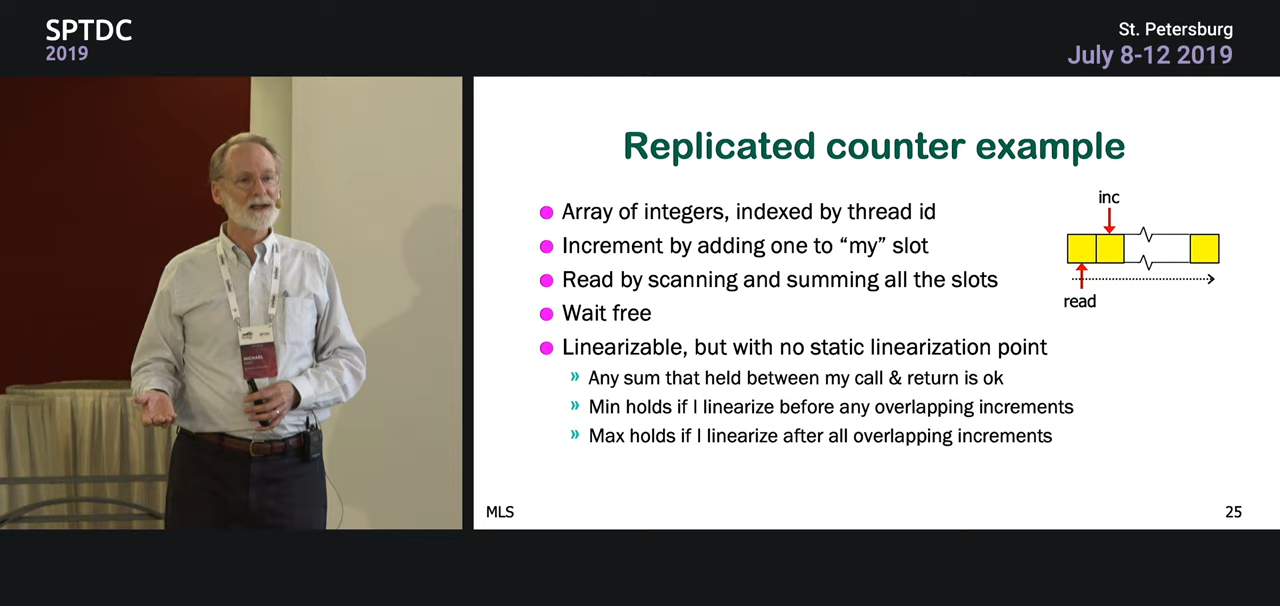 SPTDC
2019
St. Petersburg
July 8-12 2019
Replicated counter example
Array of integers, indexed by thread id
Increment by adding one to “my” slot
Read by scanning and summing all the slots
Wait free
Linearizable, but with no static linearization point
» Any sum that held between my call & return is ok
» Min holds if I linearize before any overlapping increments
» Max holds if I linearize after all overlapping increments
inc
read
MICHAEL
MLS
25